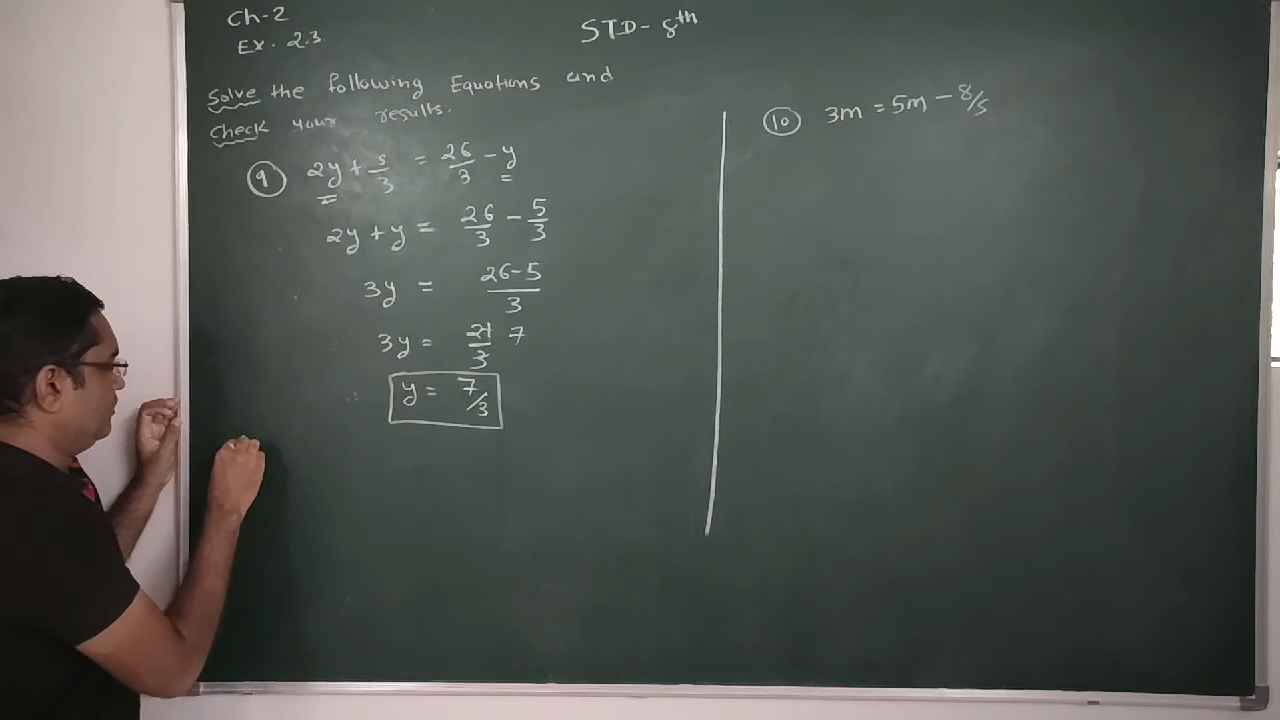 Ch-2
Ex. 2.3
STD- 8th
Solve the following Equations and
Check your results.
9 2y + 5/3 = 26/3 - y
2y + y = 26/3 - 5/3
3y = 26-5/3
3y = 21/3 7
y = 7/3
10 3m = 5m - 8/5